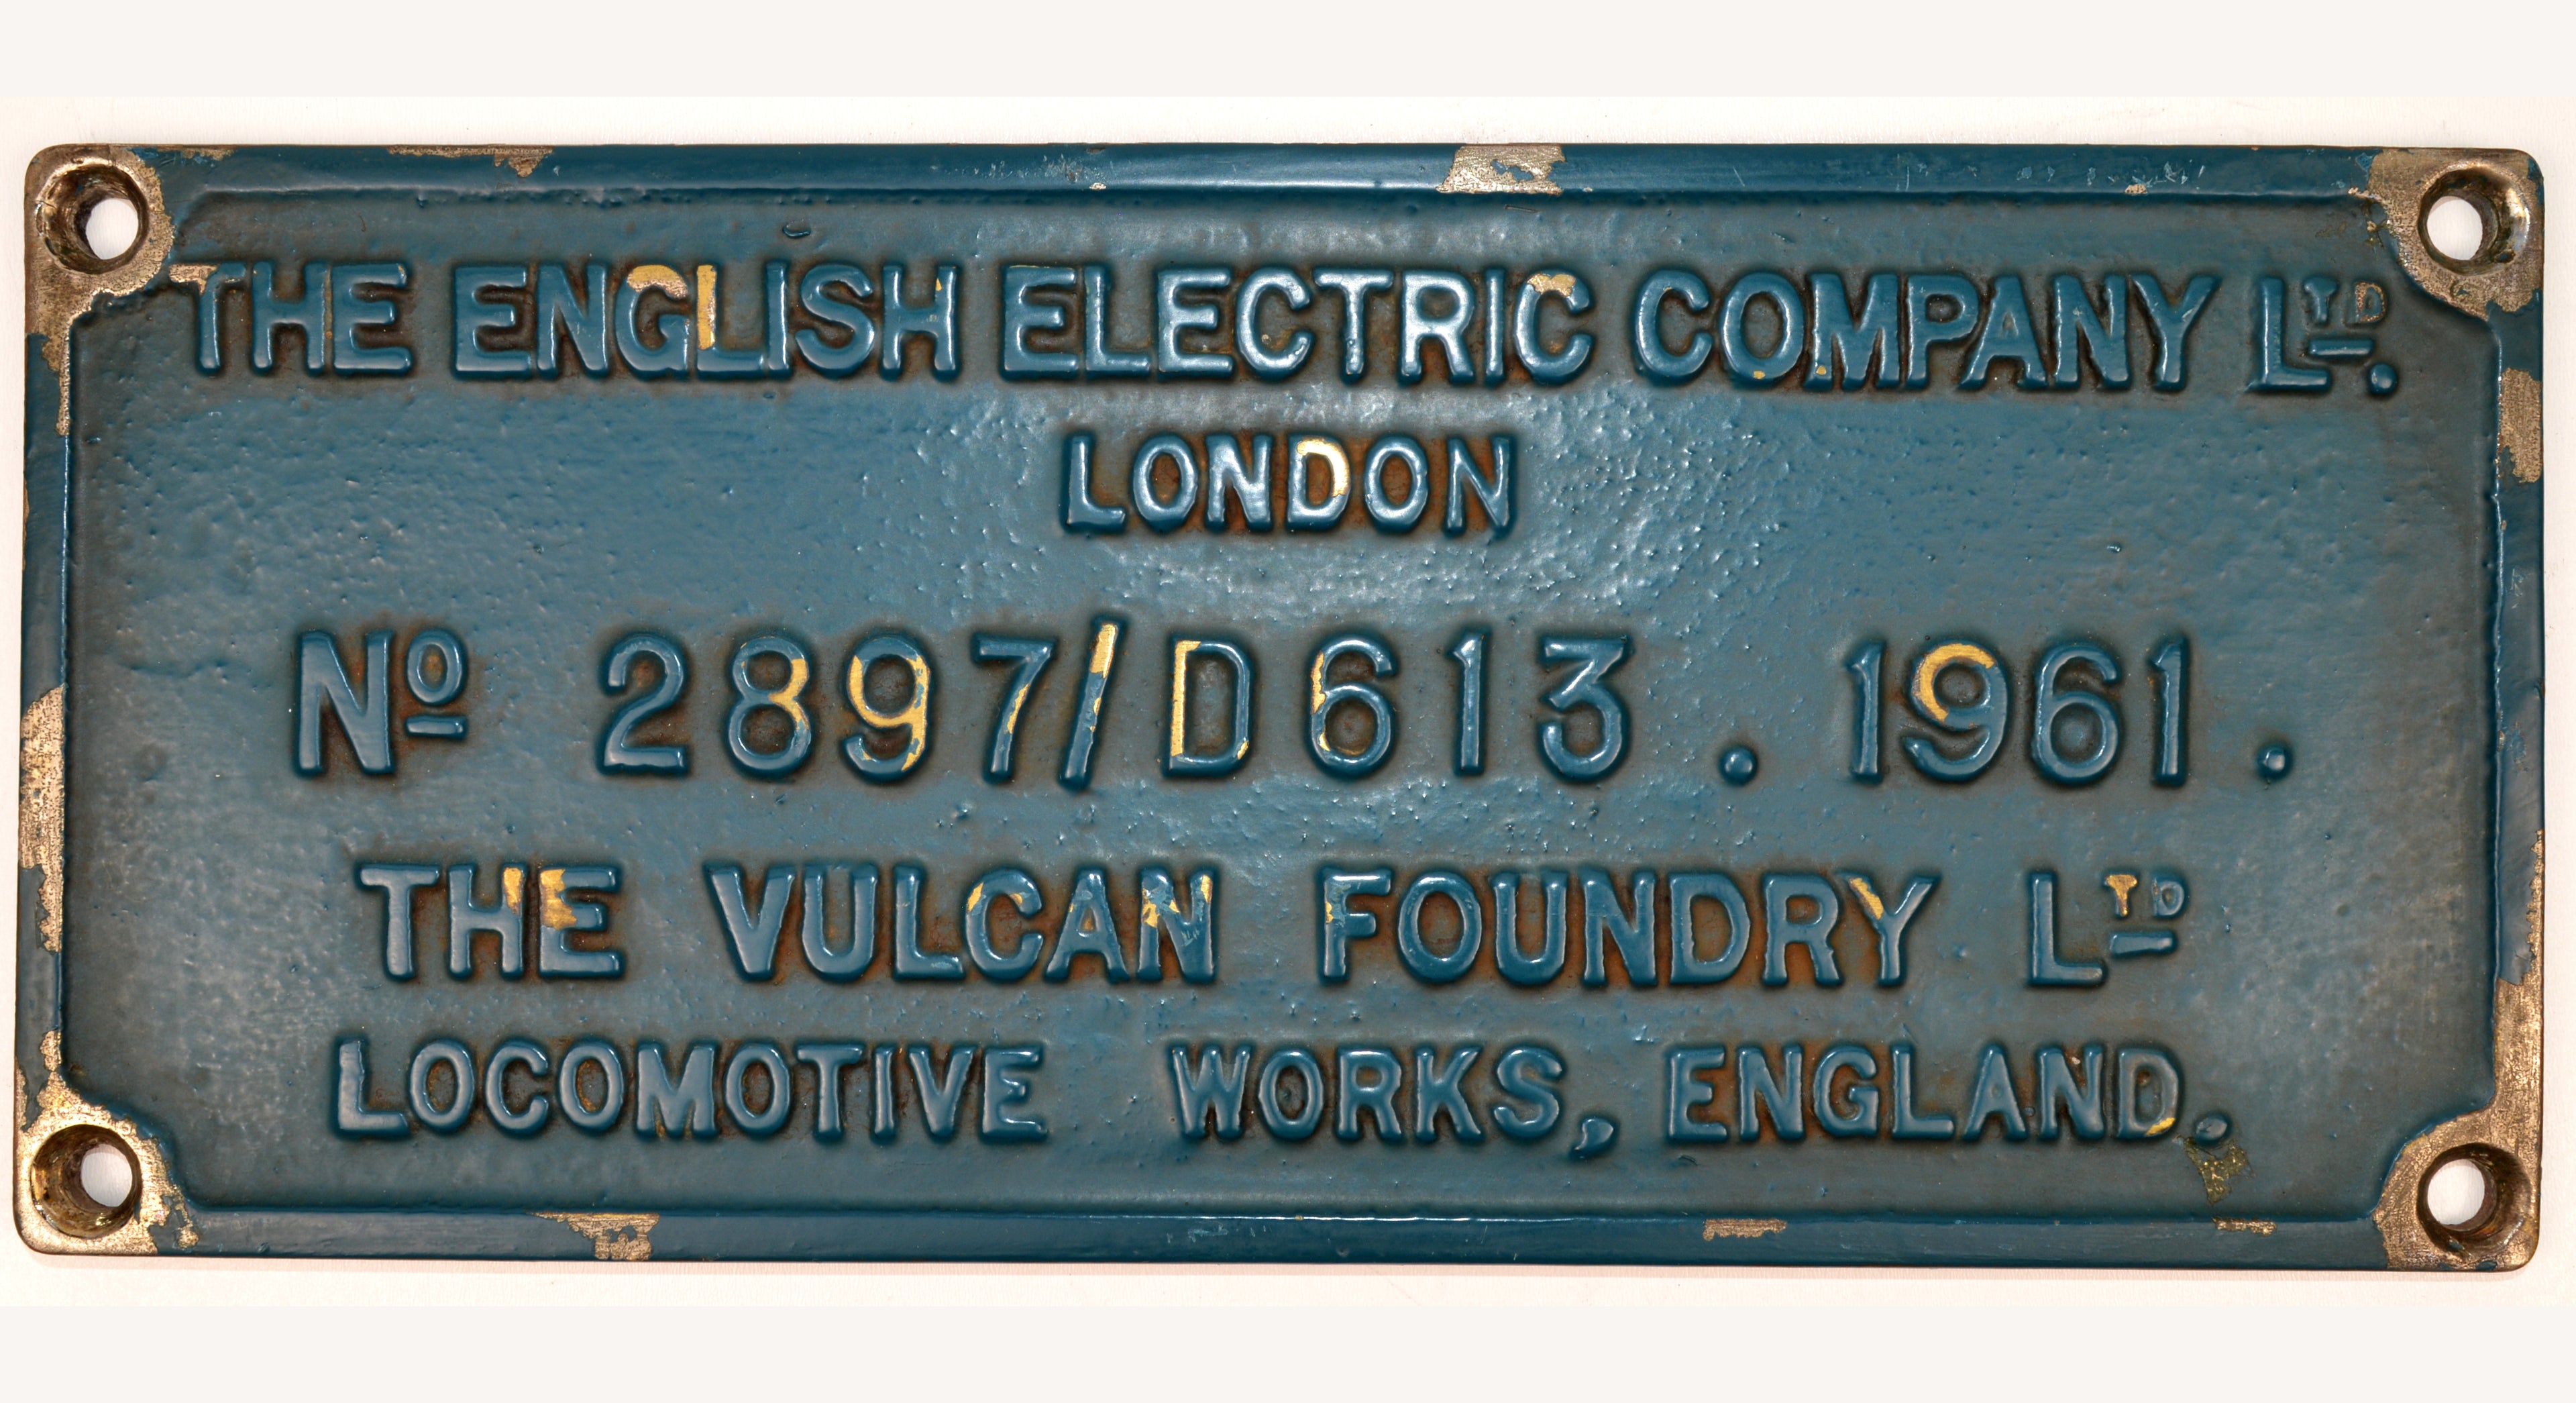 THE ENGLISH ELECTRIC COMPANY LTD.
LONDON
Nº 2897/D613 . 1961 .
THE VULCAN FOUNDRY LTD
LOCOMOTIVE WORKS, ENGLAND.